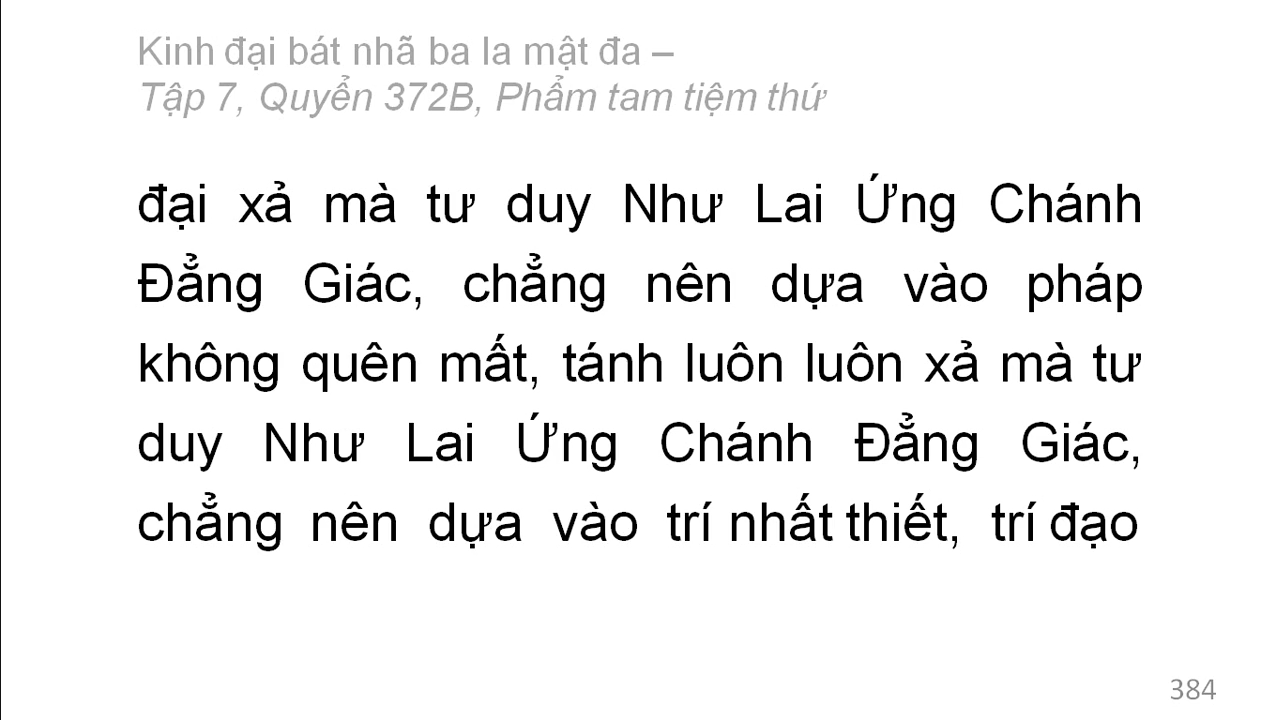 Kinh đại bát nhã ba la mật đa –
Tập 7, Quyển 372B, Phẩm tam tiệm thứ
đại xả mà tư duy Như Lai Ứng Chánh
Đẳng Giác, chẳng nên dựa vào pháp
không quên mất, tánh luôn luôn xả mà tư
duy Như Lai Ứng Chánh Đẳng Giác,
chẳng nên dựa vào trí nhất thiết, trí đạo
384